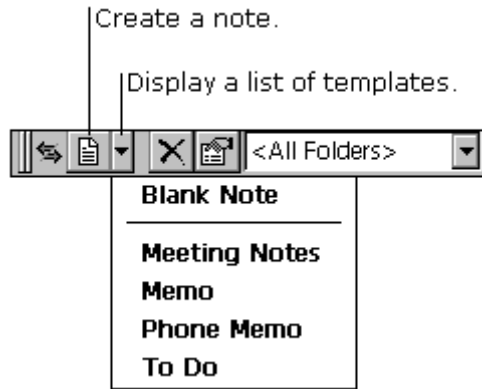 Create a note.
Display a list of templates.
<All Folders>
Blank Note
Meeting Notes
Memo
Phone Memo
To Do